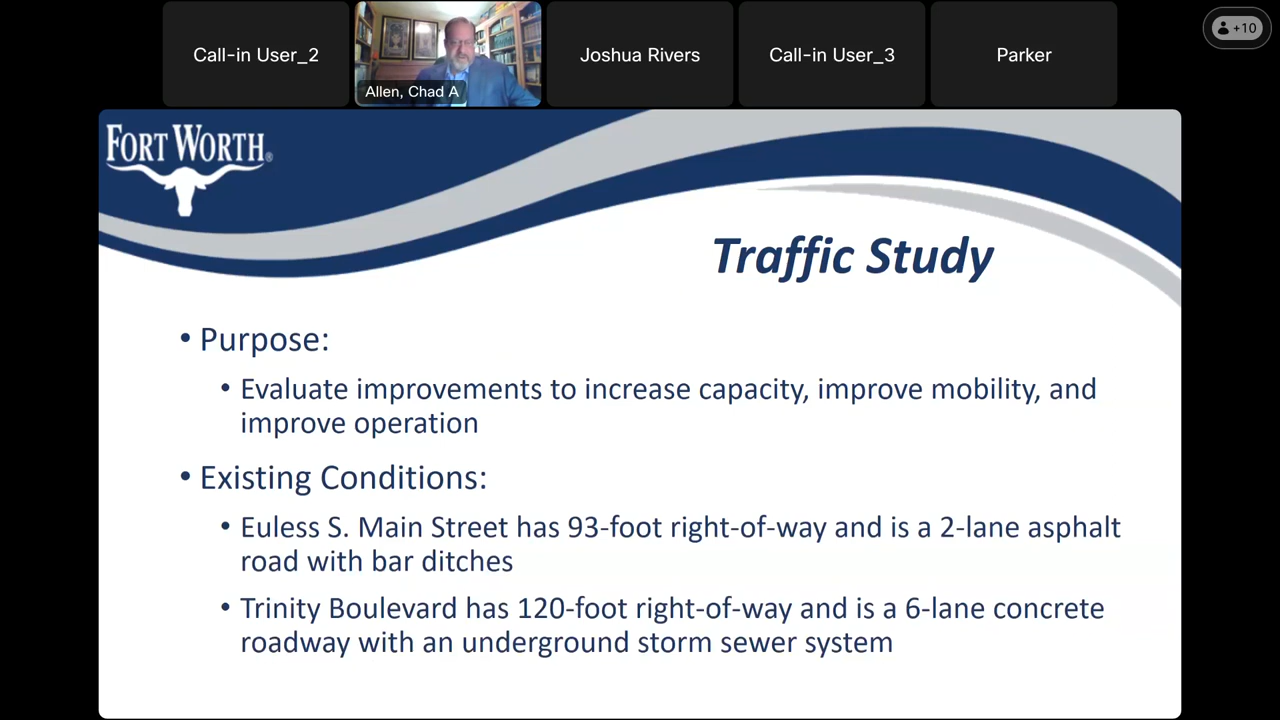 Call-in User_2
Allen, Chad A
Joshua Rivers
Call-in User_3
Parker
+10
FORT WORTH®
Traffic Study
• Purpose:
• Evaluate improvements to increase capacity, improve mobility, and
improve operation
• Existing Conditions:
• Euless S. Main Street has 93-foot right-of-way and is a 2-lane asphalt
road with bar ditches
• Trinity Boulevard has 120-foot right-of-way and is a 6-lane concrete
roadway with an underground storm sewer system